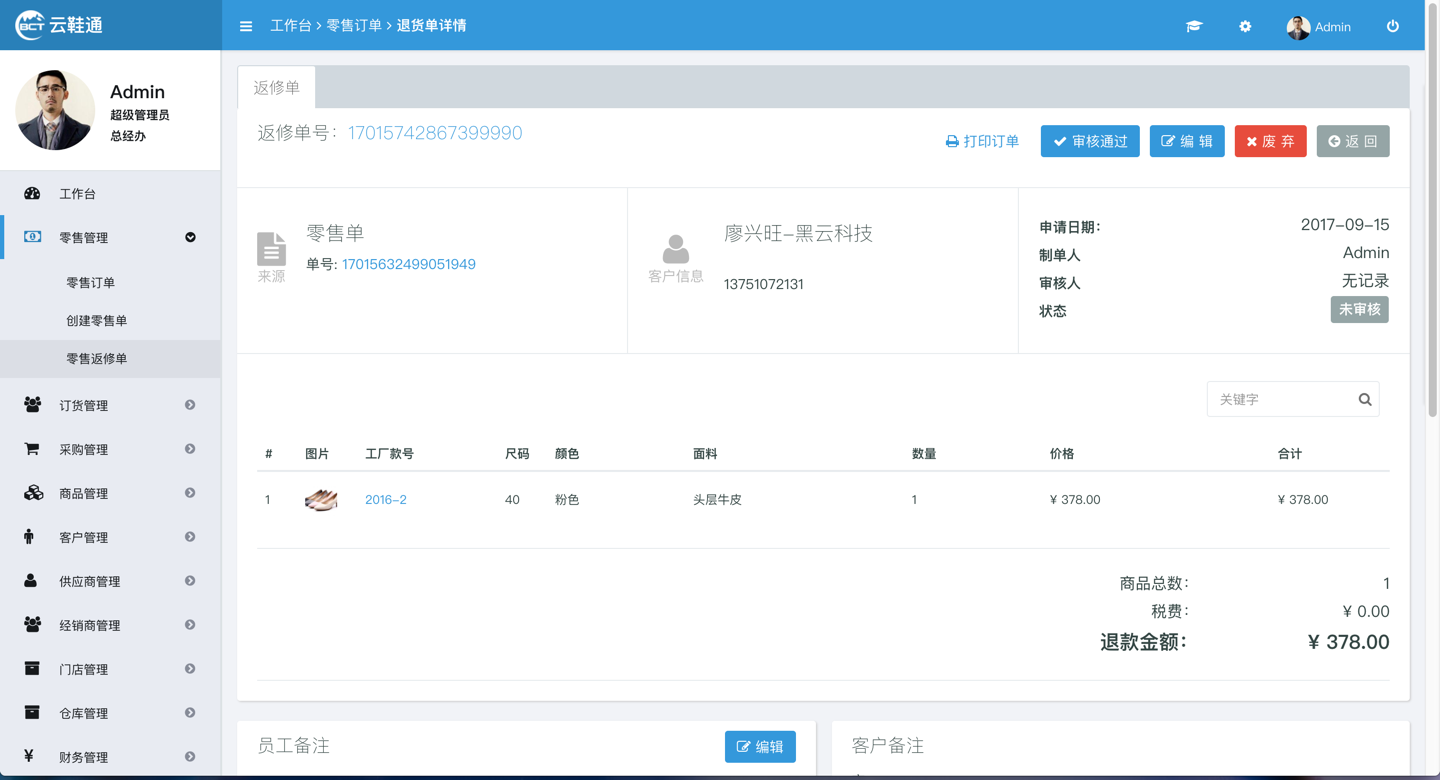 BCT 云鞋通
工作台 > 零售订单 > 退货单详情
Admin
Admin
超级管理员
总经办
工作台
零售管理
零售订单
创建零售单
零售返修单
订货管理
采购管理
商品管理
客户管理
供应商管理
经销商管理
门店管理
仓库管理
¥ 财务管理
返修单
返修单号: 17015742867399990
打印订单 审核通过 编 辑 废 弃 返 回
来源
零售单
单号: 17015632499051949
客户信息
廖兴旺-黑云科技
13751072131
申请日期: 2017-09-15
制单人 Admin
审核人 无记录
状态 未审核
关键字
# 图片 工厂款号 尺码 颜色 面料 数量 价格 合计
1 2016-2 40 粉色 头层牛皮 1 ¥ 378.00 ¥ 378.00
商品总数: 1
税费: ¥ 0.00
退款金额: ¥ 378.00
员工备注 编辑
客户备注